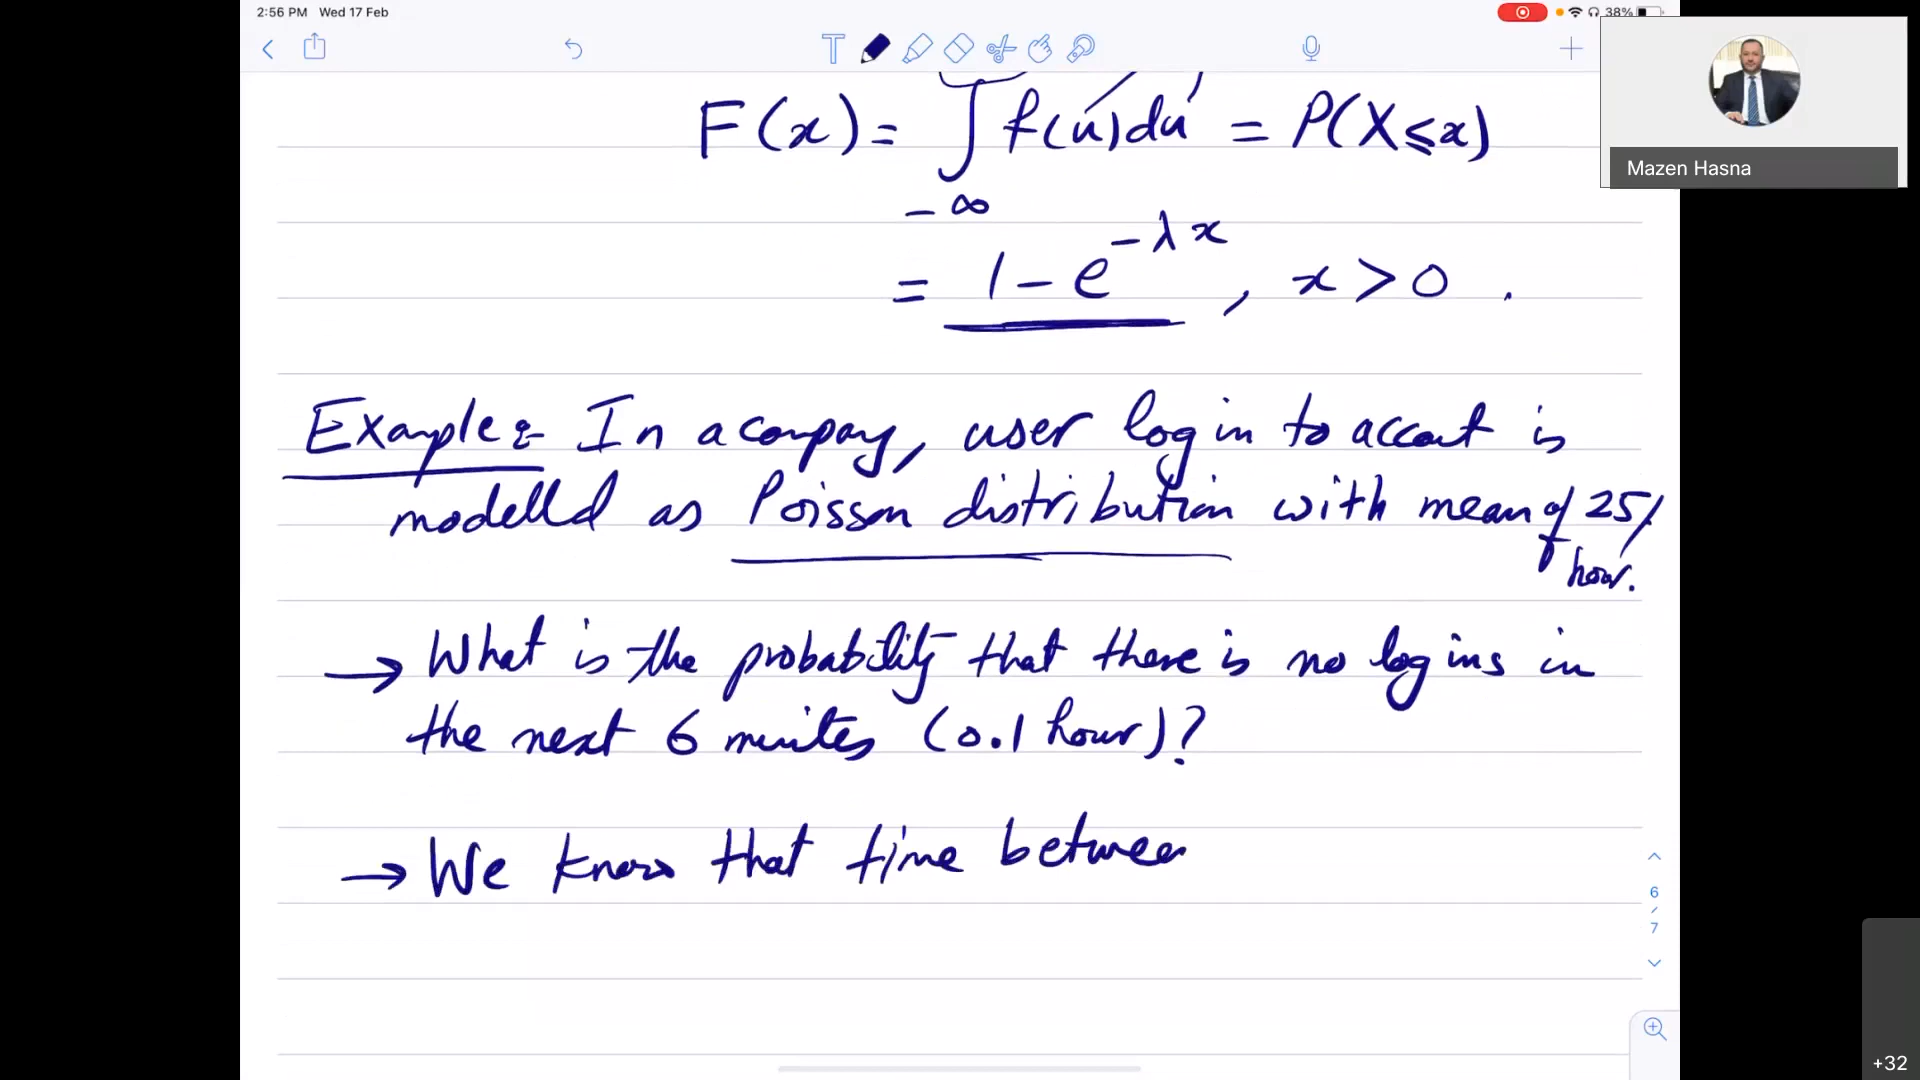 2:56 PM Wed 17 Feb
38%
Mazen Hasna
F(x) = ∫ f(u')du' = P(X ⩽ x)
-∞
= 1 - e^{-λx} , x > 0 .
Example:- In a company, user log in to account is
modelld as Poisson distribution with mean of 25/
hour.
→ What is the probability that there is no log ins in
the next 6 minutes (0.1 hour)?
→ We know that time between
6
/
7
+32